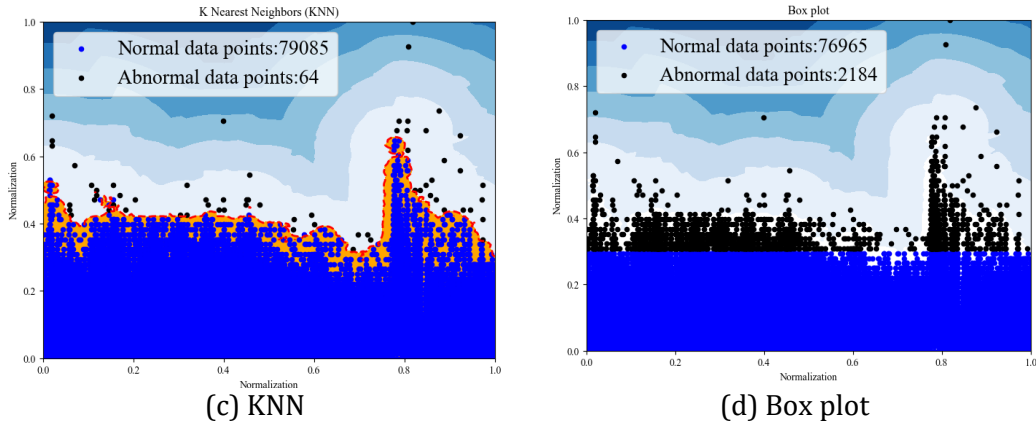 K Nearest Neighbors (KNN)
Normal data points:79085
Abnormal data points:64
1.0
0.8
0.6
0.4
0.2
0.0
Normalization
0.0 0.2 0.4 0.6 0.8 1.0
Normalization
(c) KNN
Box plot
Normal data points:76965
Abnormal data points:2184
1.0
0.8
0.6
0.4
0.2
0.0
Normalization
0.0 0.2 0.4 0.6 0.8 1.0
Normalization
(d) Box plot